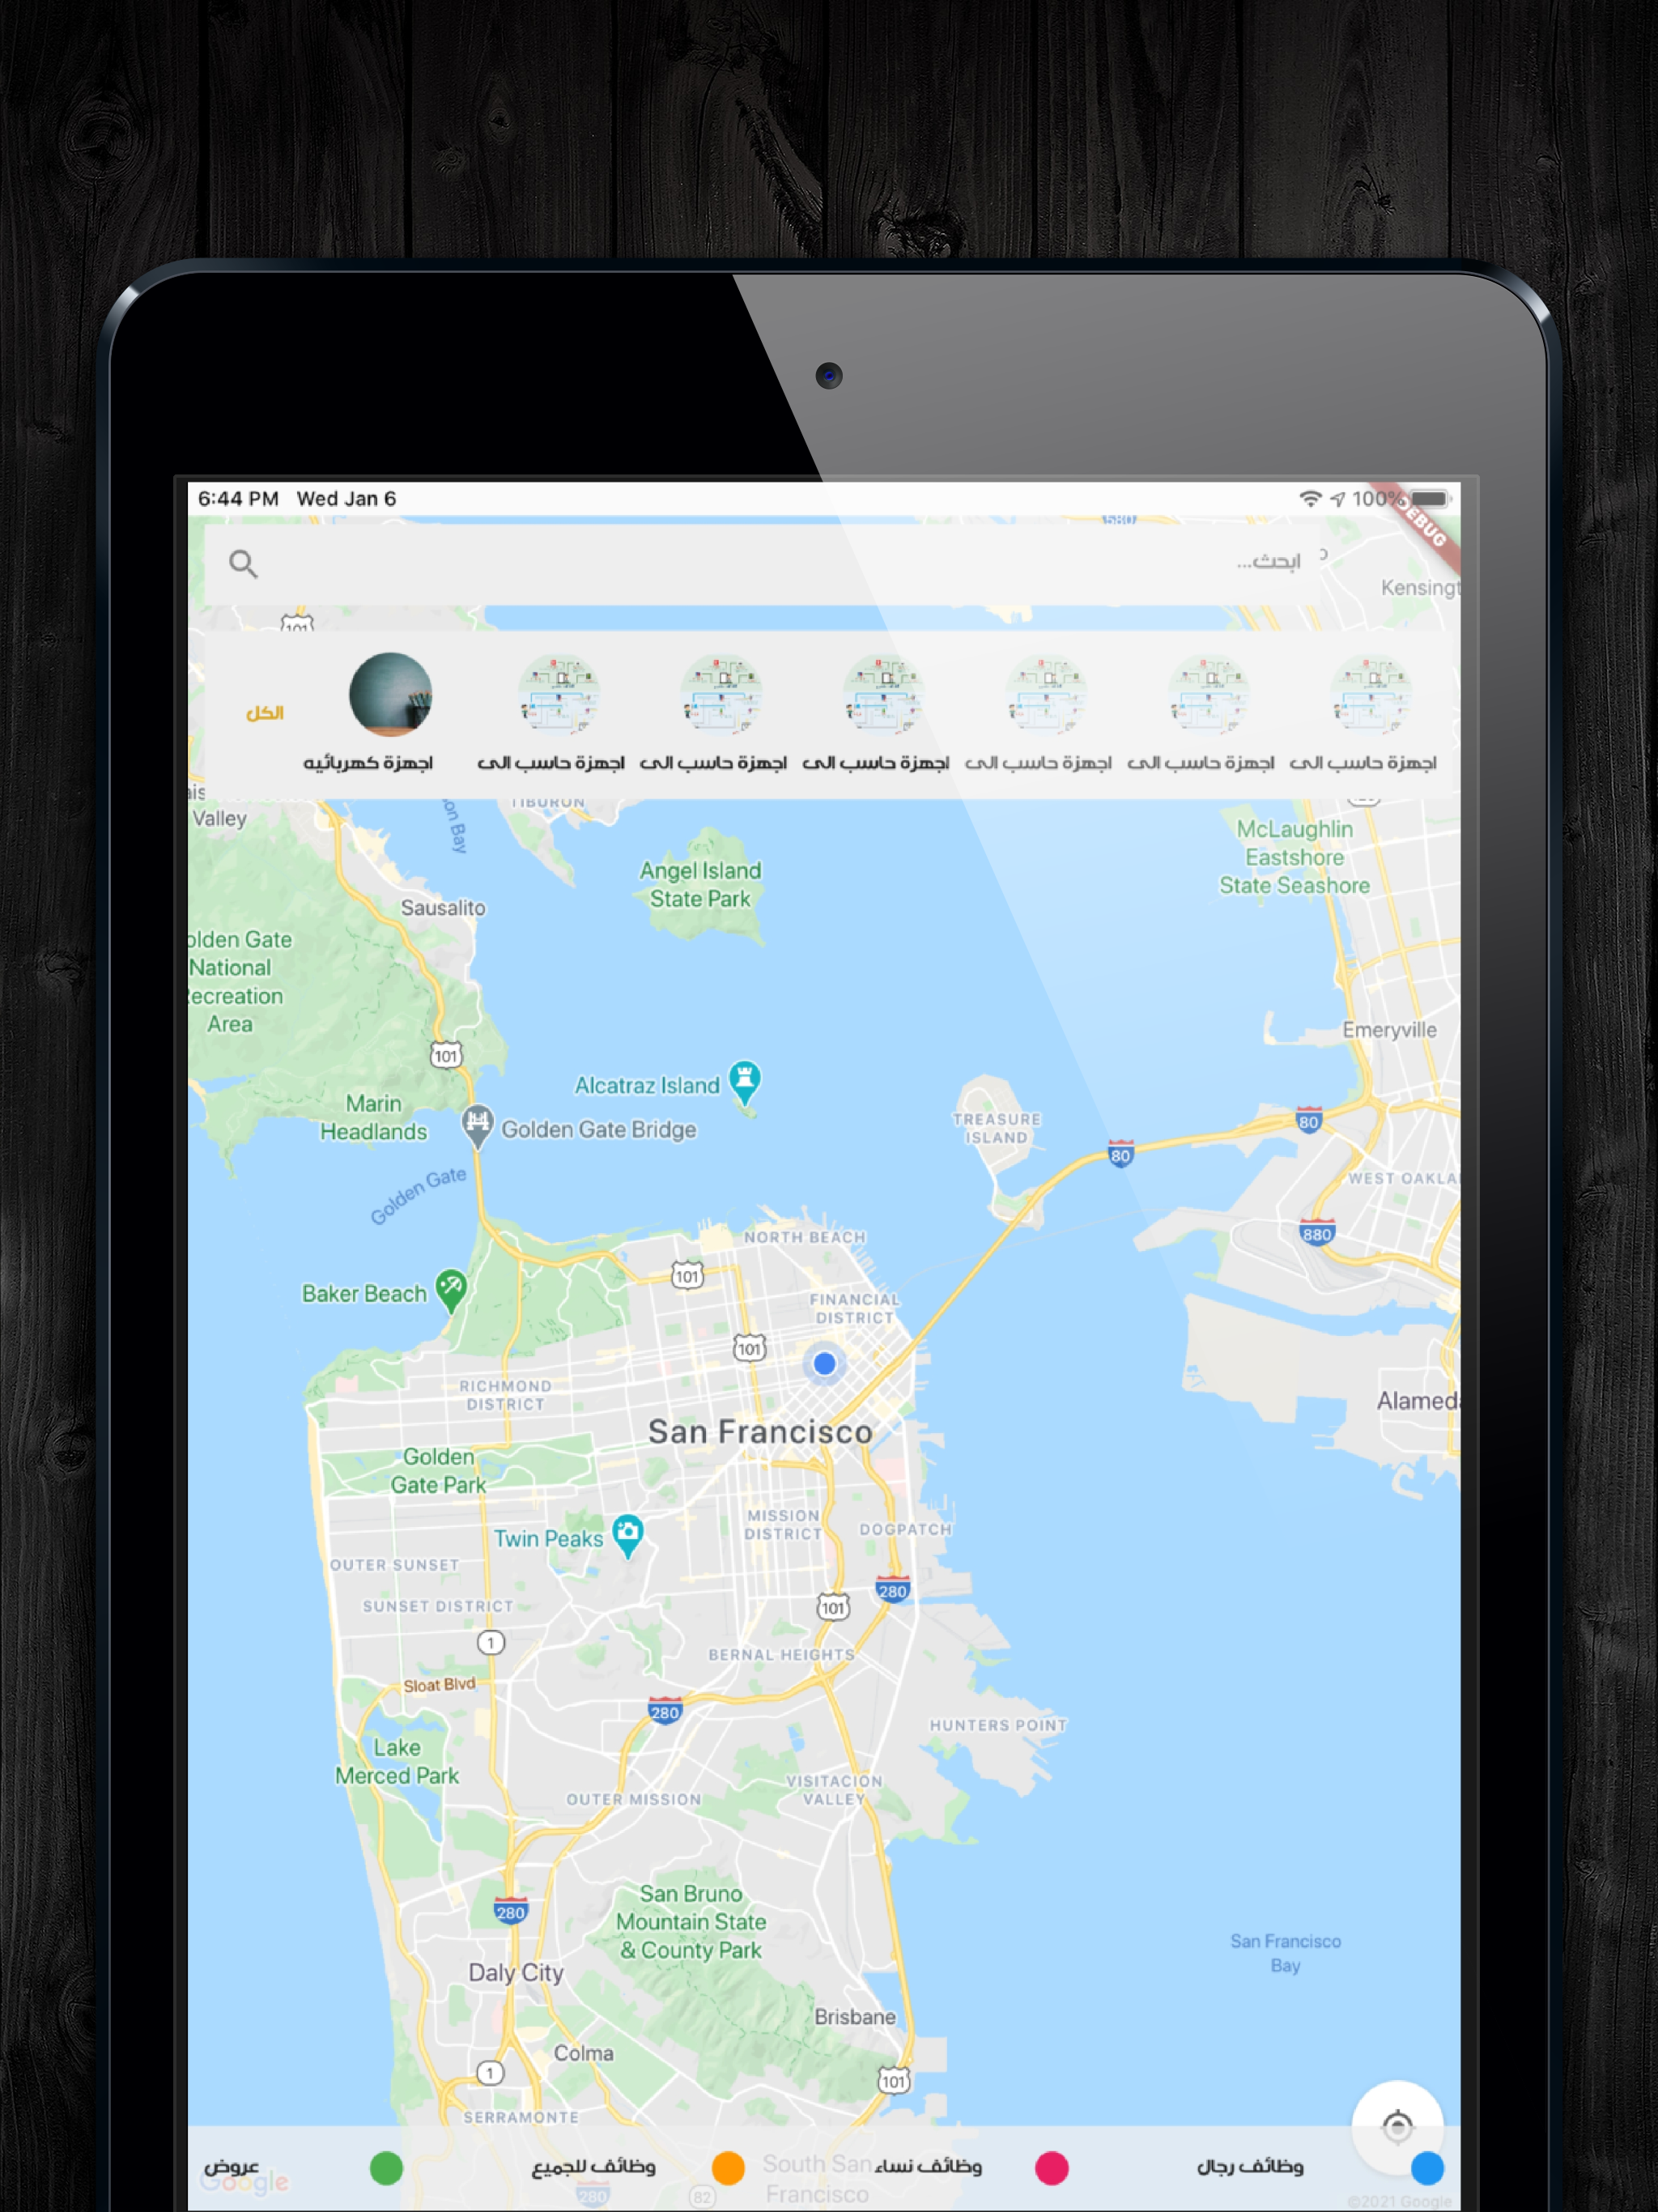 6:44 PM Wed Jan 6
100%
DEBUG
580
ابحث...
Kensingt
101
الكل
اجهزة كهربائيه
اجهزة حاسب الى
اجهزة حاسب الى
اجهزة حاسب الى
اجهزة حاسب الى
اجهزة حاسب الى
اجهزة حاسب الى
Valley
TIBURON
on Bay
McLaughlin
Eastshore
State Seashore
Angel Island
State Park
Sausalito
olden Gate
National
ecreation
Area
Emeryville
101
Alcatraz Island
Marin
Headlands
Golden Gate Bridge
TREASURE
ISLAND
80
80
WEST OAKLA
Golden Gate
880
NORTH BEACH
101
Baker Beach
FINANCIAL
DISTRICT
101
RICHMOND
DISTRICT
Alameda
San Francisco
Golden
Gate Park
MISSION
DISTRICT
DOGPATCH
Twin Peaks
OUTER SUNSET
280
SUNSET DISTRICT
101
1
BERNAL HEIGHTS
Sloat Blvd
280
HUNTERS POINT
Lake
Merced Park
VISITACION
VALLEY
OUTER MISSION
San Bruno
Mountain State
& County Park
280
San Francisco
Bay
Daly City
Brisbane
Colma
1
101
SERRAMONTE
وظائف رجال
وظائف نساء
وظائف للجميع
عروض
South San
Francisco
Google
280
82
©2021 Google